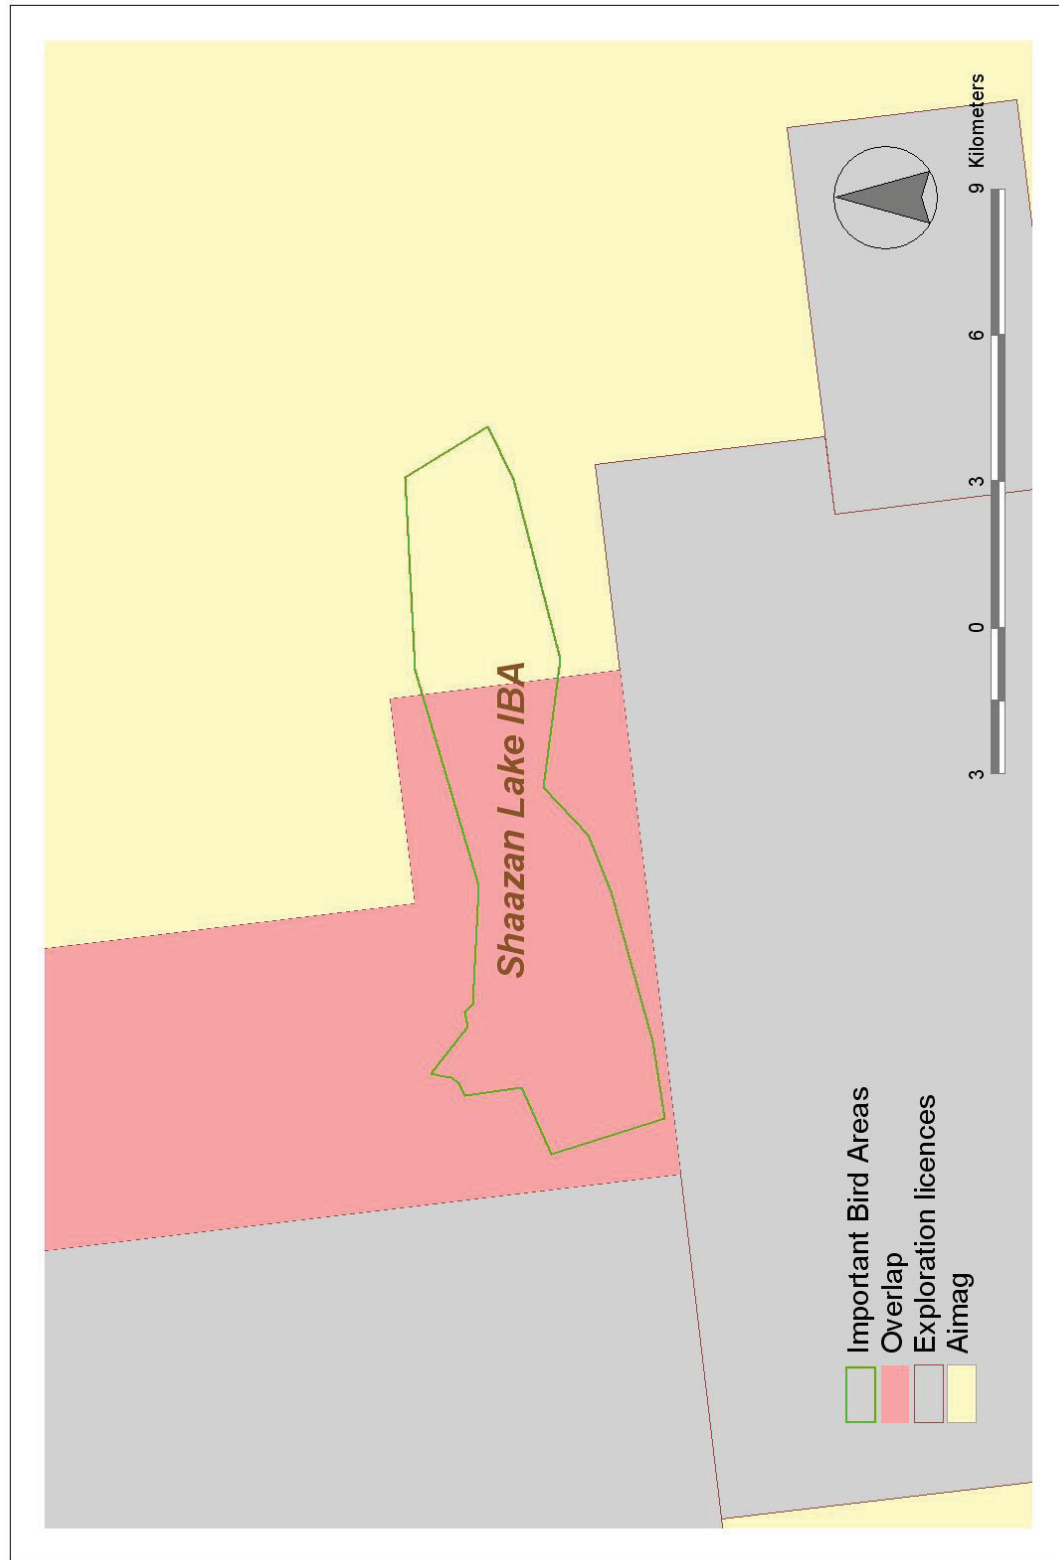 Shaazan Lake IBA
Important Bird Areas
Overlap
Exploration licences
Aimag
3 0 3 6 9 Kilometers